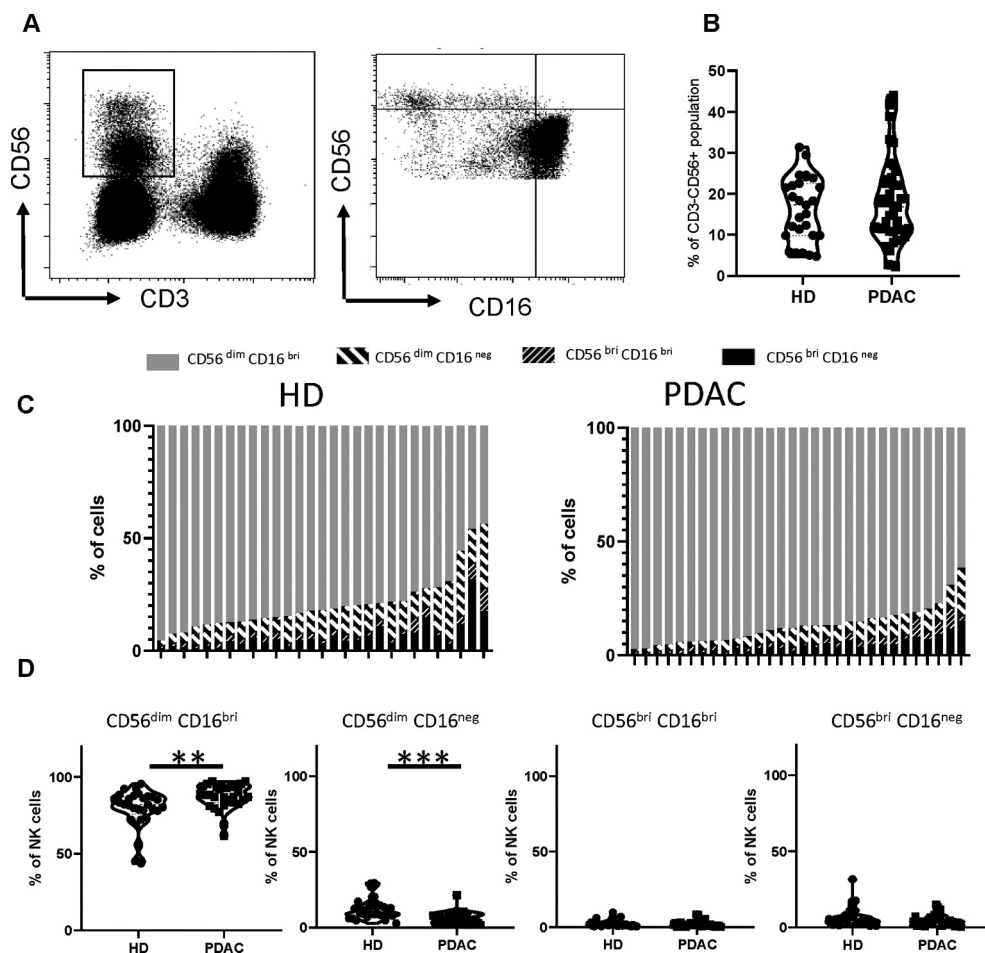 A
CD56
CD3
CD56
CD16
B
% of CD3-CD56+ population
50
40
30
20
10
0
HD
PDAC
CD56 dim CD16 bri
CD56 dim CD16 neg
CD56 bri CD16 bri
CD56 bri CD16 neg
C
HD
% of cells
100
50
0
PDAC
% of cells
100
50
0
D
CD56dim CD16bri
% of NK cells
100
50
0
**
HD
PDAC
CD56dim CD16neg
% of NK cells
100
50
0
***
HD
PDAC
CD56bri CD16bri
% of NK cells
100
50
0
HD
PDAC
CD56bri CD16neg
% of NK cells
100
50
0
HD
PDAC